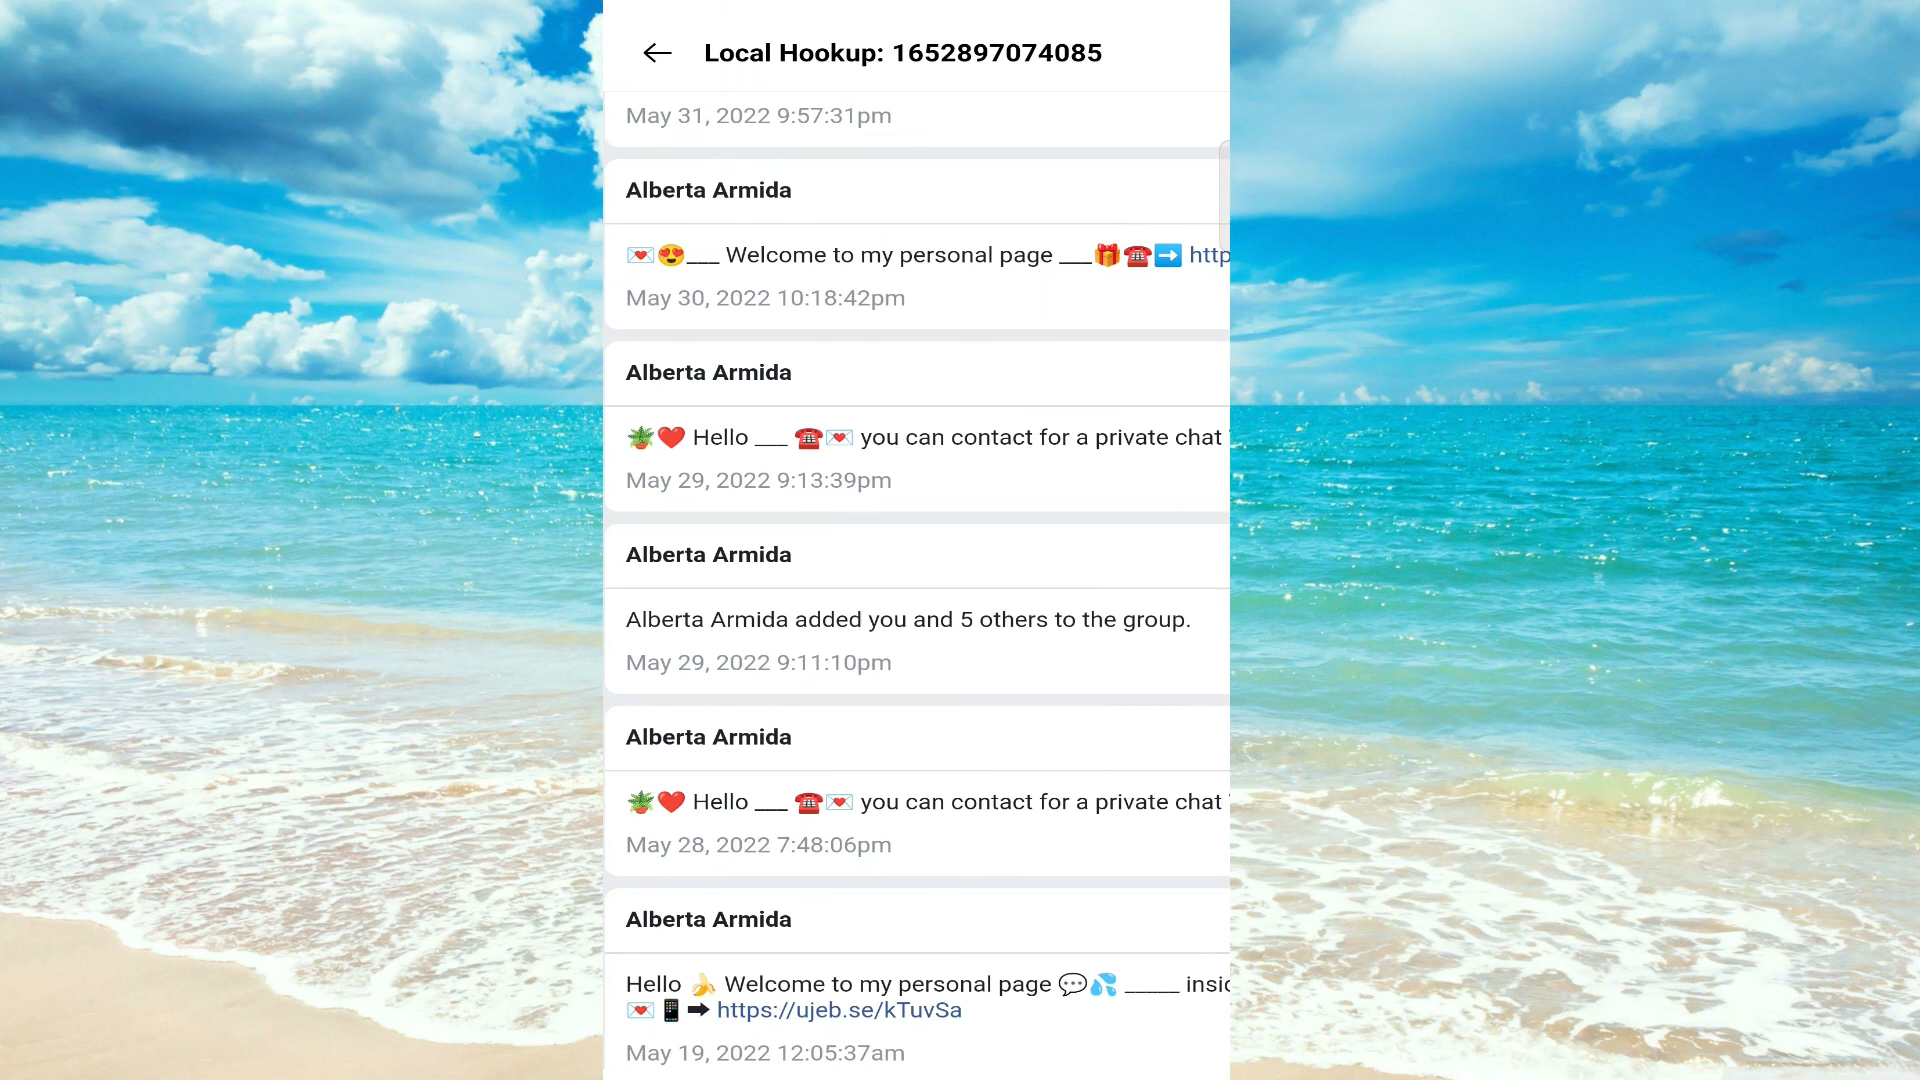 Local Hookup: 1652897074085
May 31, 2022 9:57:31pm
Alberta Armida
💌😍___ Welcome to my personal page ___🎁☎️➡️ http
May 30, 2022 10:18:42pm
Alberta Armida
🪴❤️ Hello ___ ☎️💌 you can contact for a private chat
May 29, 2022 9:13:39pm
Alberta Armida
Alberta Armida added you and 5 others to the group.
May 29, 2022 9:11:10pm
Alberta Armida
🪴❤️ Hello ___ ☎️💌 you can contact for a private chat
May 28, 2022 7:48:06pm
Alberta Armida
Hello 🍌 Welcome to my personal page 💬💦 _____ insid
💌📱➡ https://ujeb.se/kTuvSa
May 19, 2022 12:05:37am